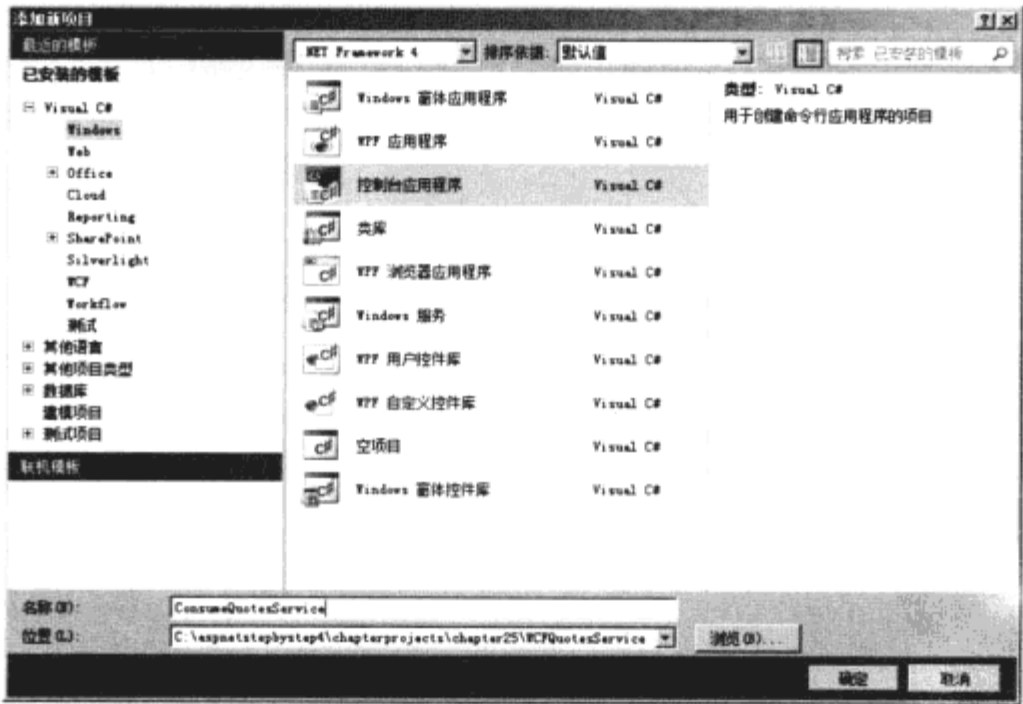 添加新项目
最近的模板
已安装的模板
Visual C#
Windows
Web
Office
Cloud
Reporting
SharePoint
Silverlight
WCF
Workflow
测试
其他语言
其他项目类型
数据库
建模项目
测试项目
联机模板
.NET Framework 4 排序依据: 默认值 搜索 已安装的模板
Windows 窗体应用程序 Visual C#
WPF 应用程序 Visual C#
控制台应用程序 Visual C#
类库 Visual C#
WPF 浏览器应用程序 Visual C#
Windows 服务 Visual C#
WPF 用户控件库 Visual C#
WPF 自定义控件库 Visual C#
空项目 Visual C#
Windows 窗体控件库 Visual C#
类型: Visual C#
用于创建命令行应用程序的项目
名称(N): ConsumeQuotesService
位置(L): C:\aspnetstepbystep4\chapterprojects\chapter25\WCFQuotesService 浏览(B)...
确定 取消